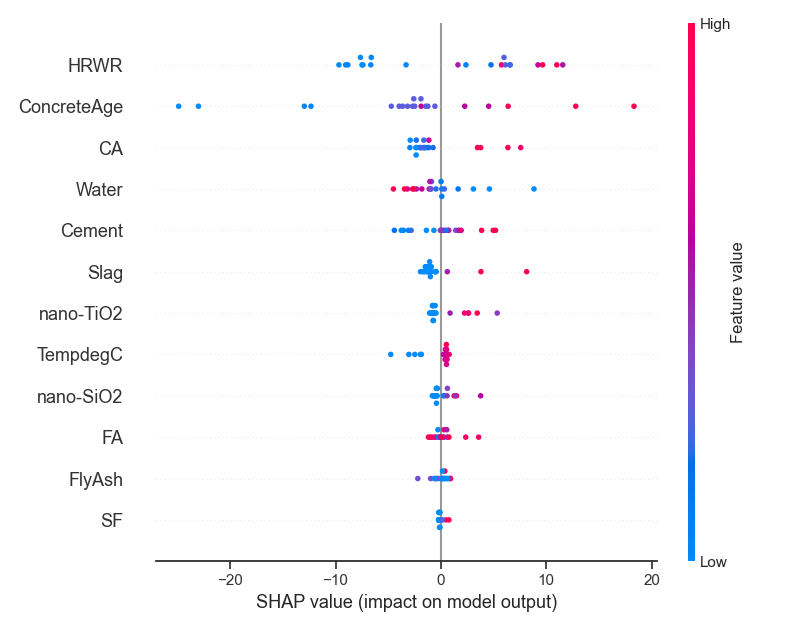 High
HRWR
ConcreteAge
CA
Water
Cement
Slag
nano-TiO2
TempdegC
nano-SiO2
FA
FlyAsh
SF
Feature value
Low
−20
−10
0
10
20
SHAP value (impact on model output)